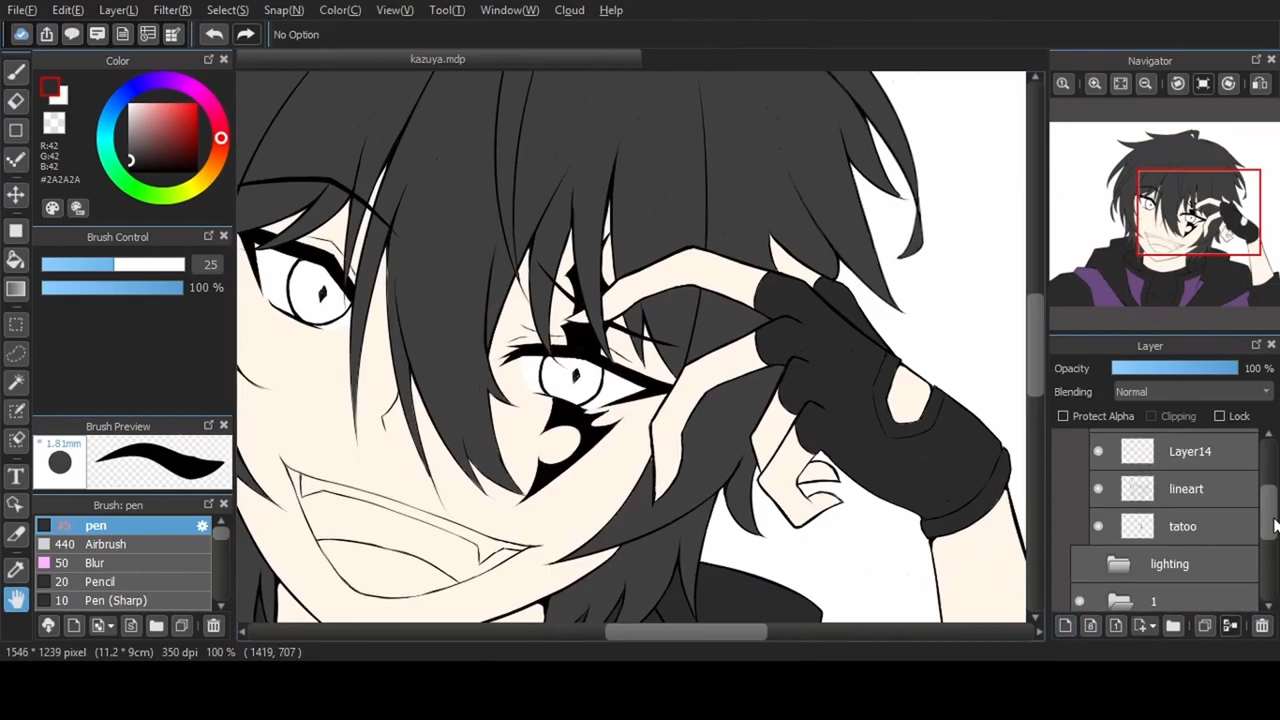 File(F) Edit(E) Layer(L) Filter(R) Select(S) Snap(N) Color(C) View(V) Tool(T) Window(W) Cloud Help
No Option
kazuya.mdp
Color
R:42
G:42
B:42
#2A2A2A
Brush Control
25
100 %
Brush Preview
* 1.81mm
Brush: pen
25 pen
440 Airbrush
50 Blur
20 Pencil
10 Pen (Sharp)
Navigator
Layer
Opacity 100 %
Blending Normal
Protect Alpha Clipping Lock
Layer14
lineart
tatoo
lighting
1
1546 * 1239 pixel (11.2 * 9cm) 350 dpi 100 % ( 1419, 707 )